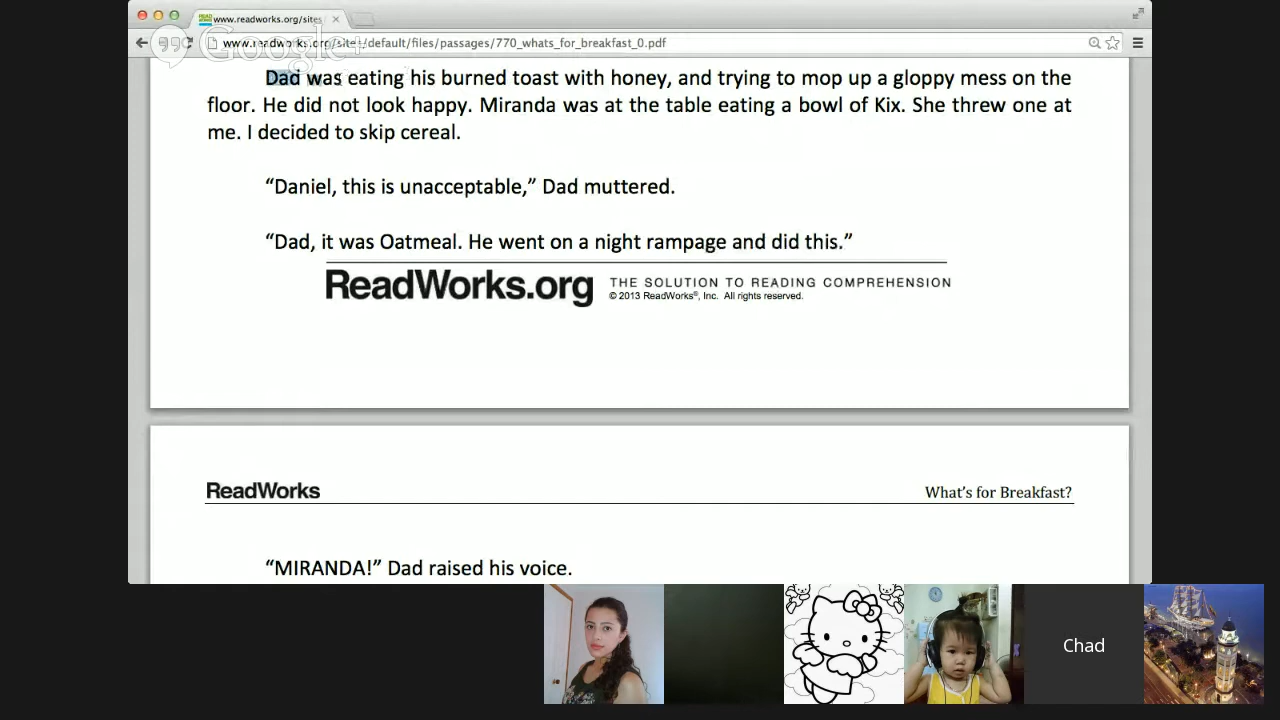 www.readworks.org/sites
www.readworks.org/sites/default/files/passages/770_whats_for_breakfast_0.pdf
Google+
Dad was eating his burned toast with honey, and trying to mop up a gloppy mess on the
floor. He did not look happy. Miranda was at the table eating a bowl of Kix. She threw one at
me. I decided to skip cereal.
“Daniel, this is unacceptable,” Dad muttered.
“Dad, it was Oatmeal. He went on a night rampage and did this.”
ReadWorks.org THE SOLUTION TO READING COMPREHENSION
© 2013 ReadWorks®, Inc. All rights reserved.
ReadWorks What’s for Breakfast?
“MIRANDA!” Dad raised his voice.
Chad